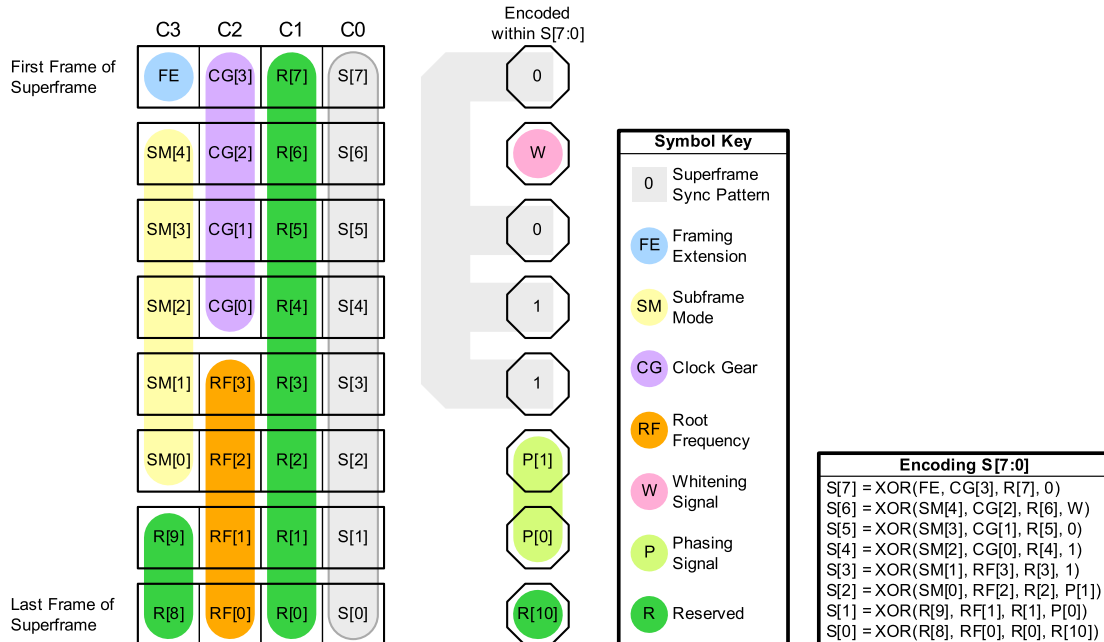 C3 C2 C1 C0
Encoded
within S[7:0]
First Frame of
Superframe
FE CG[3] R[7] S[7] 0
SM[4] CG[2] R[6] S[6] W
SM[3] CG[1] R[5] S[5] 0
SM[2] CG[0] R[4] S[4] 1
SM[1] RF[3] R[3] S[3] 1
SM[0] RF[2] R[2] S[2] P[1]
R[9] RF[1] R[1] S[1] P[0]
Last Frame of
Superframe
R[8] RF[0] R[0] S[0] R[10]
Symbol Key
0 Superframe
Sync Pattern
FE Framing
Extension
SM Subframe
Mode
CG Clock Gear
RF Root
Frequency
W Whitening
Signal
P Phasing
Signal
R Reserved
Encoding S[7:0]
S[7] = XOR(FE, CG[3], R[7], 0)
S[6] = XOR(SM[4], CG[2], R[6], W)
S[5] = XOR(SM[3], CG[1], R[5], 0)
S[4] = XOR(SM[2], CG[0], R[4], 1)
S[3] = XOR(SM[1], RF[3], R[3], 1)
S[2] = XOR(SM[0], RF[2], R[2], P[1])
S[1] = XOR(R[9], RF[1], R[1], P[0])
S[0] = XOR(R[8], RF[0], R[0], R[10])